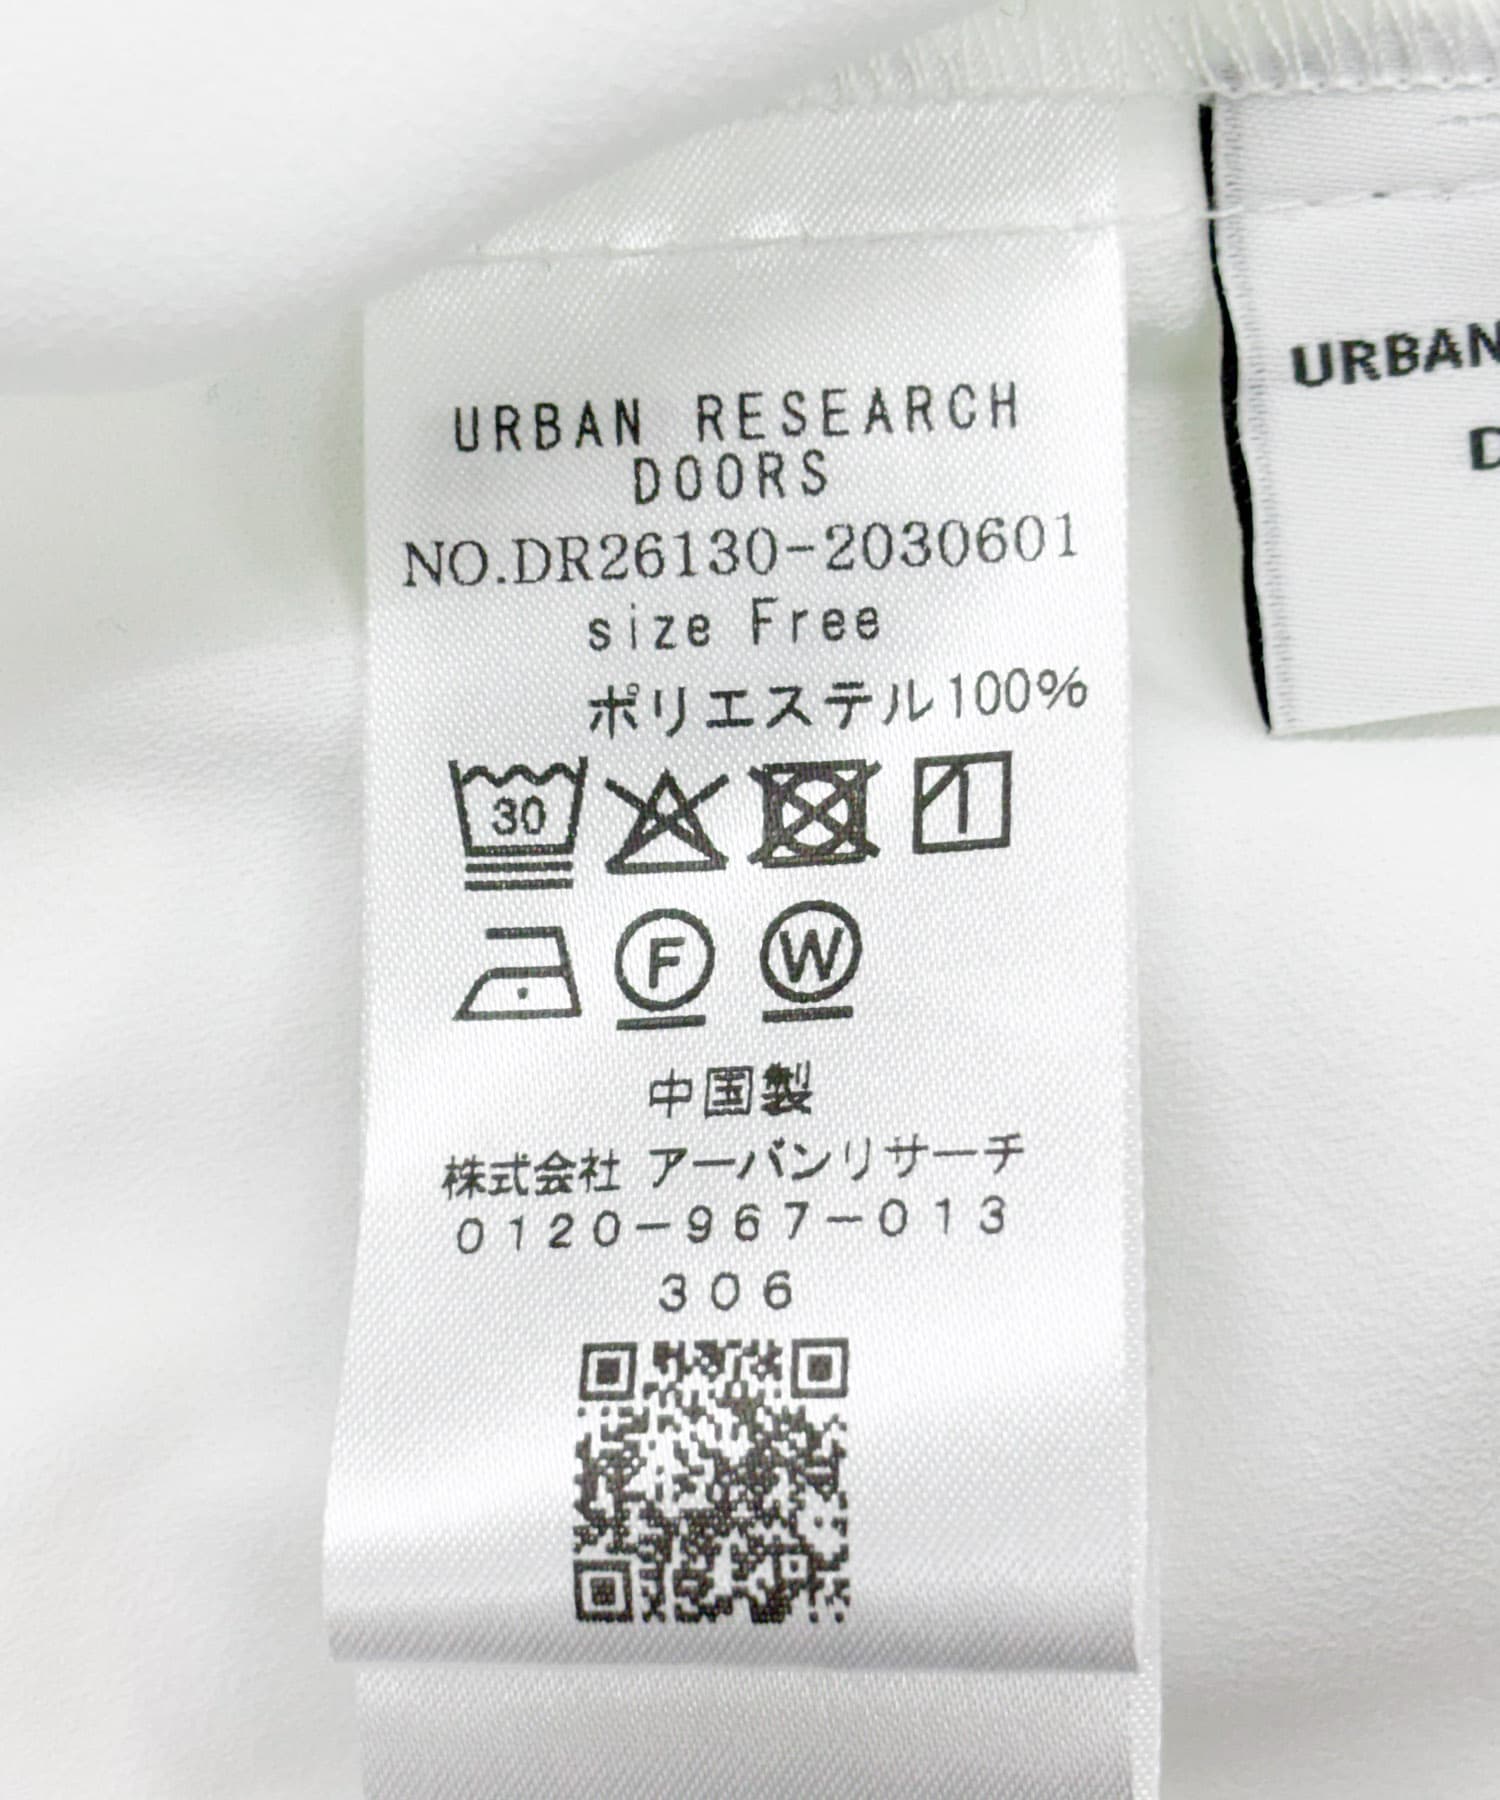 URBAN RESEARCH
DOORS
NO.DR26130-2030601
size Free
ポリエステル100%
30
F W
中国製
株式会社 アーバンリサーチ
0120-967-013
306
URBAN
D